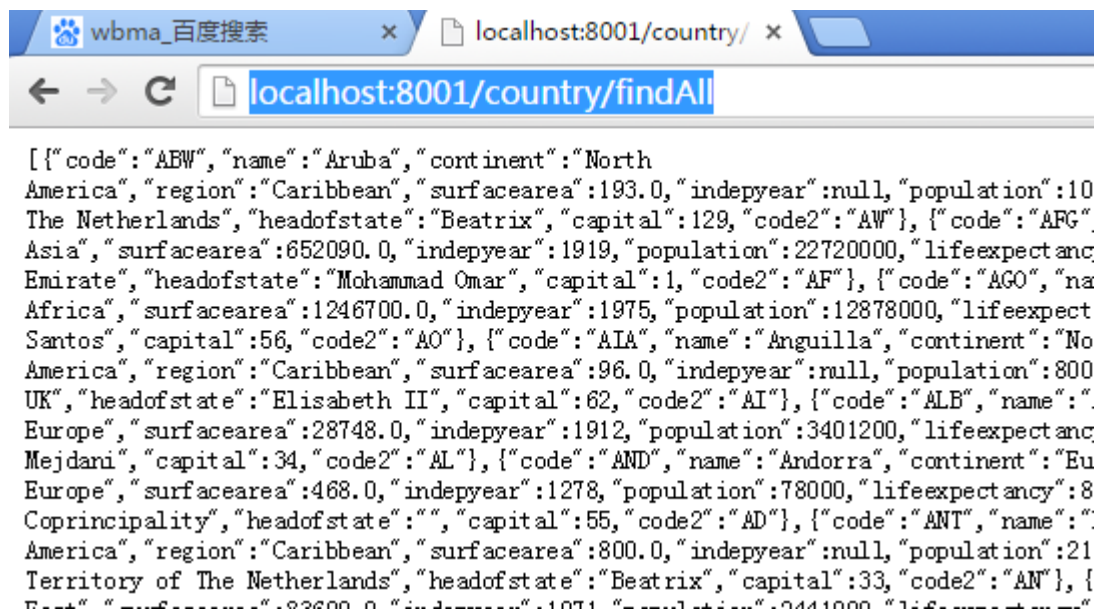 wbma_百度搜索
localhost:8001/country/
localhost:8001/country/findAll
[{"code":"ABW","name":"Aruba","continent":"North
America","region":"Caribbean","surfacearea":193.0,"indepyear":null,"population":10
The Netherlands","headofstate":"Beatrix","capital":129,"code2":"AW"},{"code":"AFG"
Asia","surfacearea":652090.0,"indepyear":1919,"population":22720000,"lifeexpectancy
Emirate","headofstate":"Mohammad Omar","capital":1,"code2":"AF"},{"code":"AGO","na
Africa","surfacearea":1246700.0,"indepyear":1975,"population":12878000,"lifeexpect
Santos","capital":56,"code2":"AO"},{"code":"AIA","name":"Anguilla","continent":"No
America","region":"Caribbean","surfacearea":96.0,"indepyear":null,"population":800
UK","headofstate":"Elisabeth II","capital":62,"code2":"AI"},{"code":"ALB","name":"
Europe","surfacearea":28748.0,"indepyear":1912,"population":3401200,"lifeexpectancy
Mejdani","capital":34,"code2":"AL"},{"code":"AND","name":"Andorra","continent":"Eu
Europe","surfacearea":468.0,"indepyear":1278,"population":78000,"lifeexpectancy":8
Coprincipality","headofstate":"","capital":55,"code2":"AD"},{"code":"ANT","name":"
America","region":"Caribbean","surfacearea":800.0,"indepyear":null,"population":21
Territory of The Netherlands","headofstate":"Beatrix","capital":33,"code2":"AN"},{